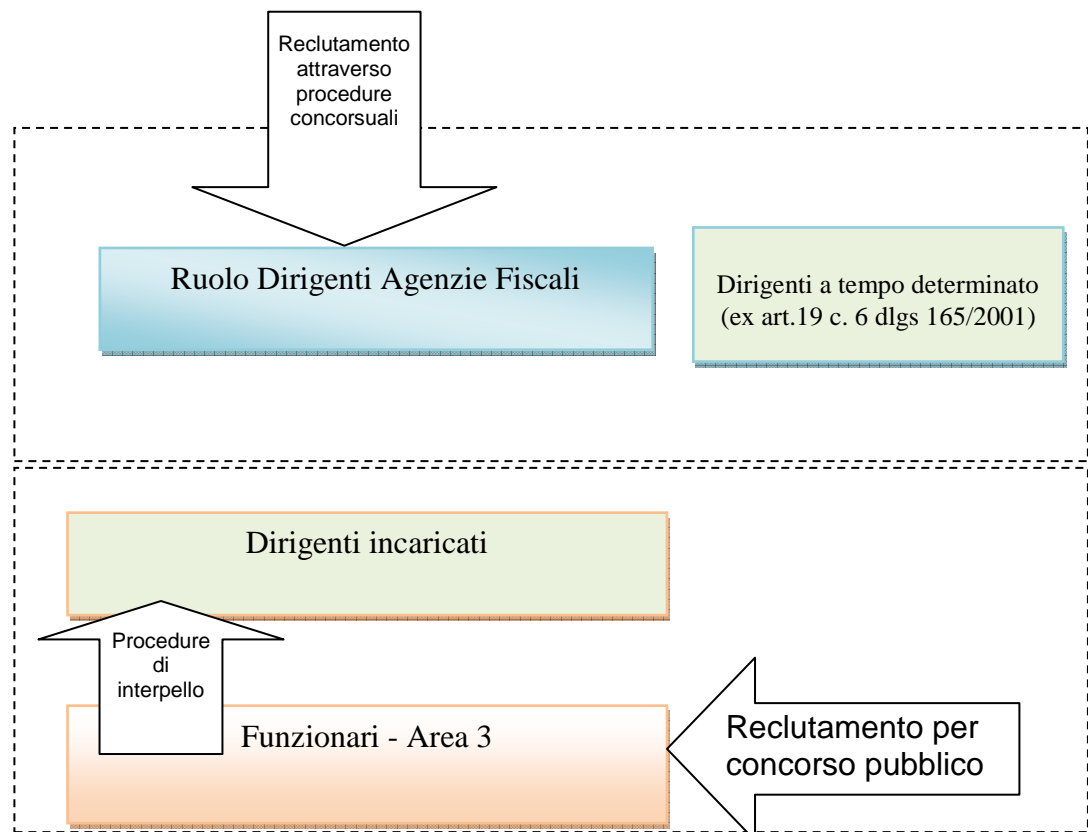 Reclutamento
attraverso
procedure
concorsuali
Ruolo Dirigenti Agenzie Fiscali
Dirigenti a tempo determinato
(ex art.19 c. 6 dlgs 165/2001)
Dirigenti incaricati
Procedure
di
interpello
Funzionari - Area 3
Reclutamento per
concorso pubblico